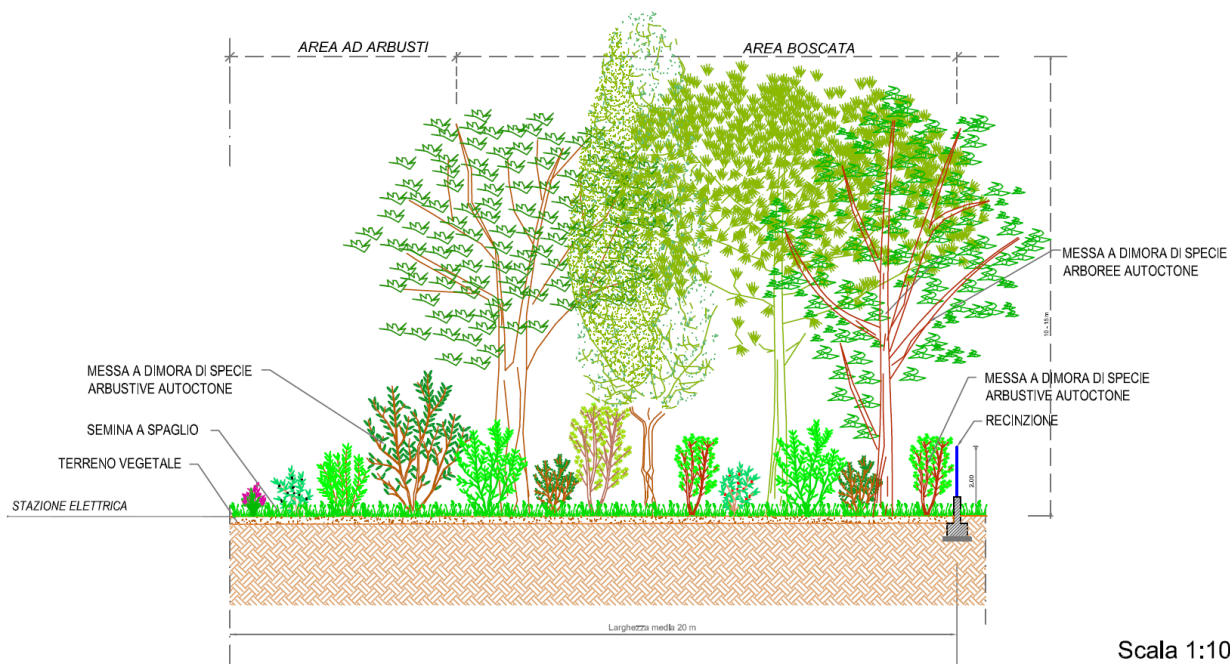 AREA AD ARBUSTI
AREA BOSCATA
MESSA A DIMORA DI SPECIE
ARBOREE AUTOCTONE
10 - 15 m
MESSA A DIMORA DI SPECIE
ARBUSTIVE AUTOCTONE
MESSA A DIMORA DI SPECIE
ARBUSTIVE AUTOCTONE
RECINZIONE
SEMINA A SPAGLIO
TERRENO VEGETALE
2,00
STAZIONE ELETTRICA
Larghezza media 20 m
Scala 1:10